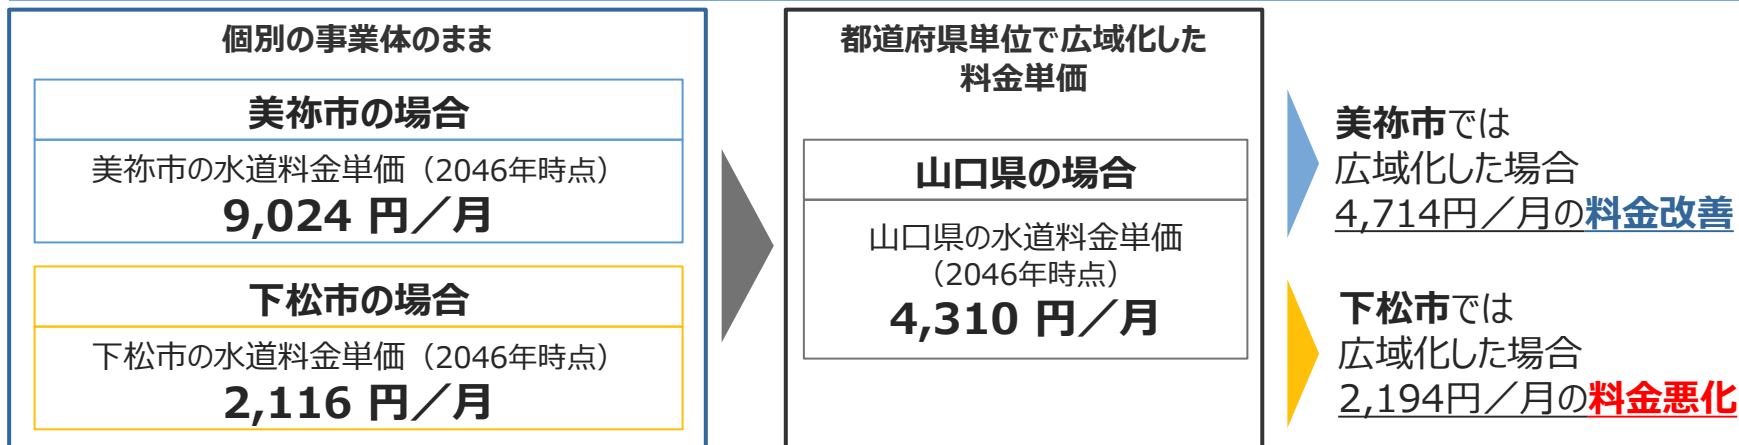 個別の事業体のまま
美祢市の場合
美祢市の水道料金単価（2046年時点）
9,024 円／月
下松市の場合
下松市の水道料金単価（2046年時点）
2,116 円／月
都道府県単位で広域化した
料金単価
山口県の場合
山口県の水道料金単価
（2046年時点）
4,310 円／月
美祢市では
広域化した場合
4,714円／月の料金改善
下松市では
広域化した場合
2,194円／月の料金悪化